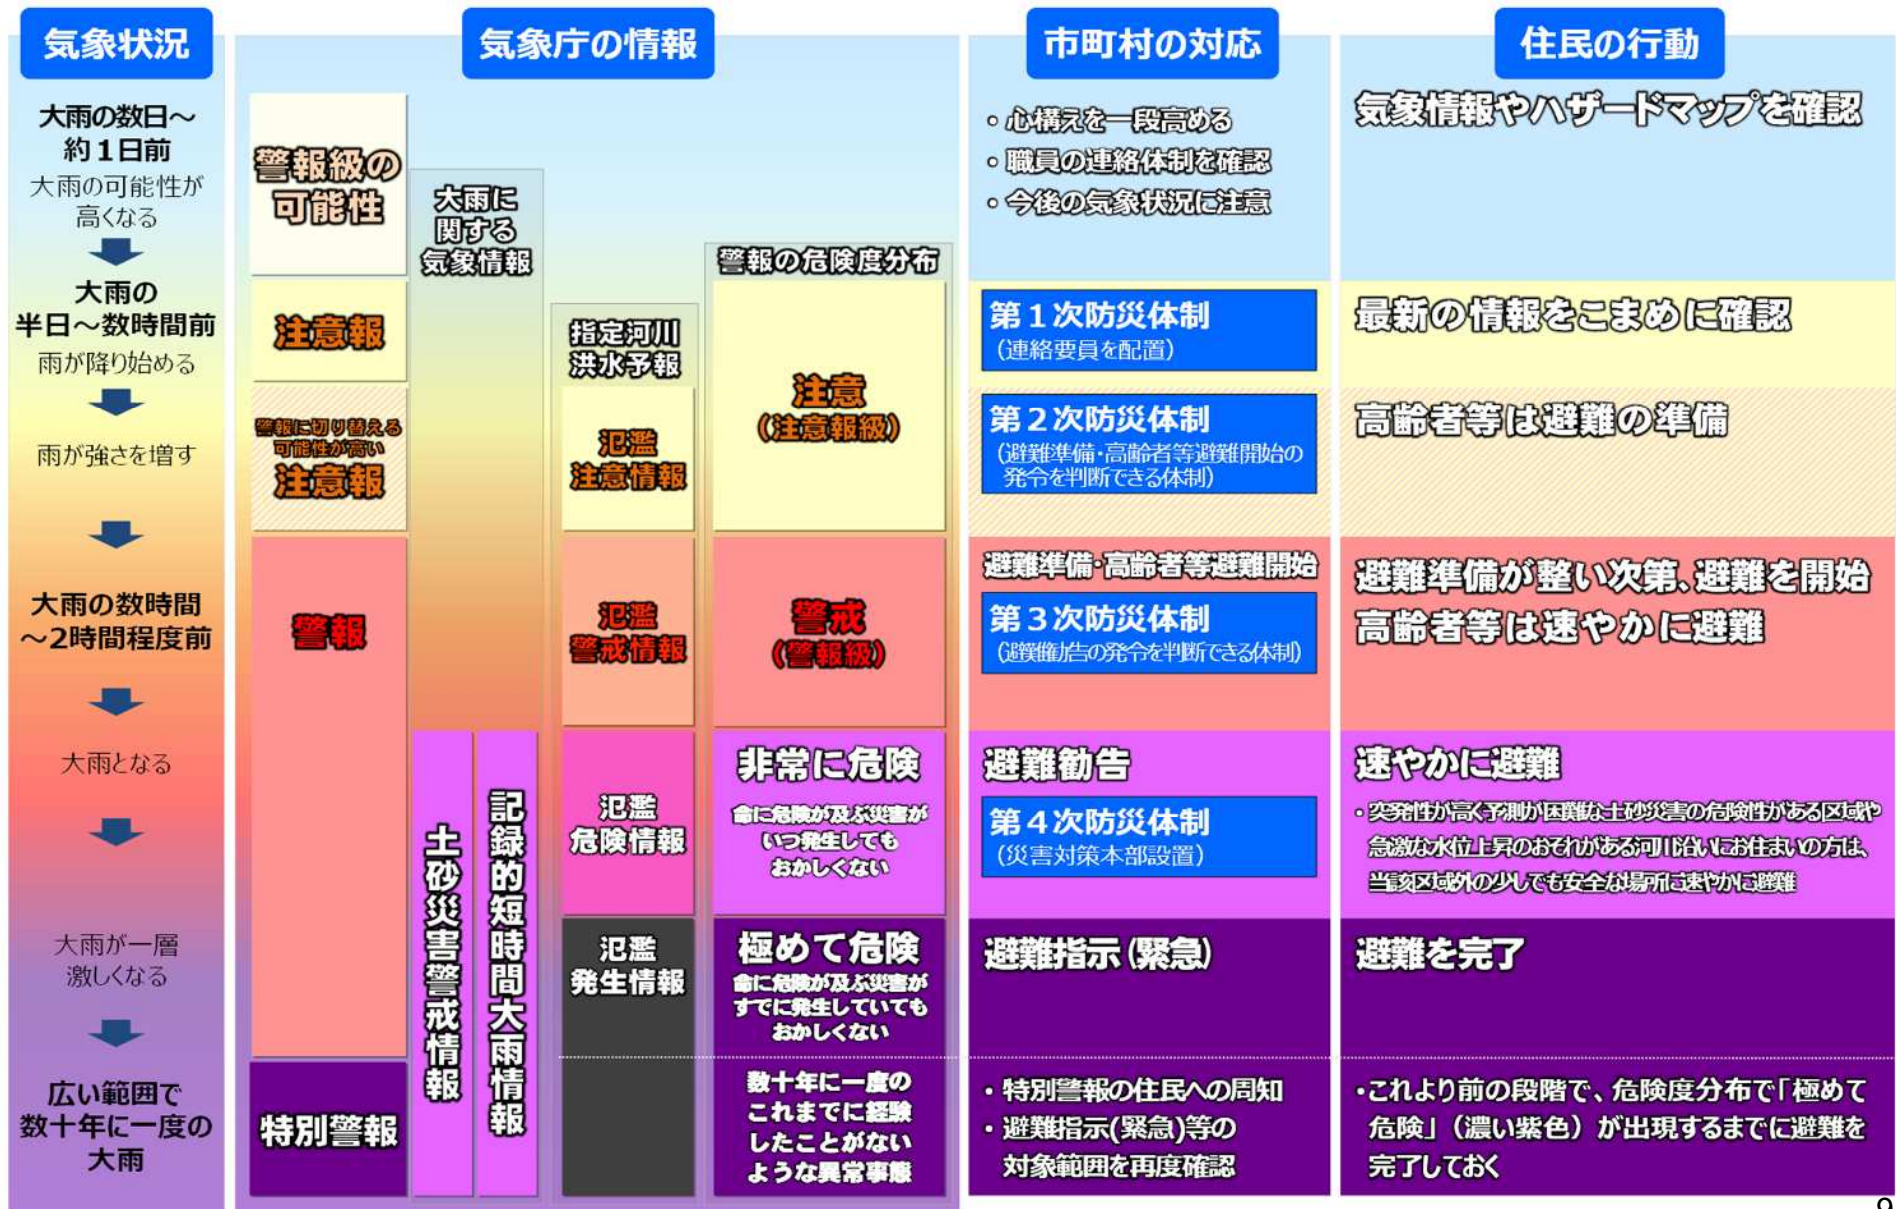 気象状況
大雨の数日～
約1日前
大雨の可能性が
高くなる
大雨の
半日～数時間前
雨が降り始める
雨が強さを増す
大雨の数時間
～2時間程度前
大雨となる
大雨が一層
激しくなる
広い範囲で
数十年に一度の
大雨
気象庁の情報
警報級の
可能性
注意報
警報に切り替える
可能性が高い
注意報
警報
特別警報
大雨に
関する
気象情報
土砂災害警戒情報
記録的短時間大雨情報
指定河川
洪水予報
氾濫
注意情報
氾濫
警戒情報
氾濫
危険情報
氾濫
発生情報
警報の危険度分布
注意
（注意報級）
警戒
（警報級）
非常に危険
命に危険が及ぶ災害が
いつ発生しても
おかしくない
極めて危険
命に危険が及ぶ災害が
すでに発生していても
おかしくない
数十年に一度の
これまでに経験
したことがない
ような異常事態
市町村の対応
・心構えを一段高める
・職員の連絡体制を確認
・今後の気象状況に注意
第１次防災体制
（連絡要員を配置）
第２次防災体制
（避難準備・高齢者等避難開始の
発令を判断できる体制）
避難準備・高齢者等避難開始
第３次防災体制
（避難勧告の発令を判断できる体制）
避難勧告
第４次防災体制
（災害対策本部設置）
避難指示（緊急）
・特別警報の住民への周知
・避難指示(緊急)等の
対象範囲を再度確認
住民の行動
気象情報やハザードマップを確認
最新の情報をこまめに確認
高齢者等は避難の準備
避難準備が整い次第、避難を開始
高齢者等は速やかに避難
速やかに避難
・突発性が高く予測が困難な土砂災害の危険性がある区域や
急激な水位上昇のおそれがある河川沿いにお住まいの方は、
当該区域外の少しでも安全な場所に速やかに避難
避難を完了
・これより前の段階で、危険度分布で「極めて
危険」（濃い紫色）が出現するまでに避難を
完了しておく
9